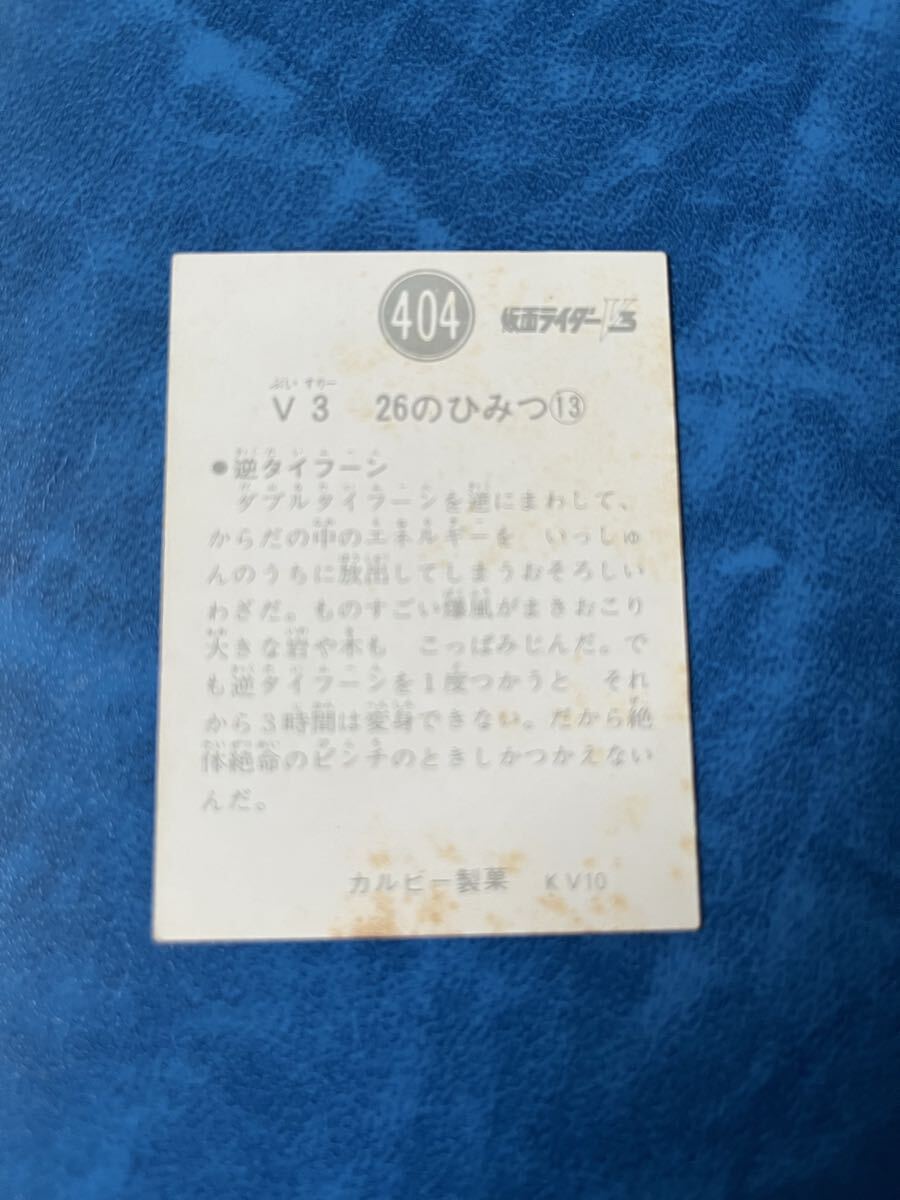 404
仮面ライダーV3
ぶいすりー
V3 26のひみつ⑬
●逆タイフーン
ダブルタイフーンを逆にまわして、
からだの中のエネルギーを いっしゅ
んのうちに放出してしまうおそろしい
わざだ。ものすごい爆風がまきおこり
大きな岩や木も こっぱみじんだ。で
も逆タイフーンを1度つかうと それ
から3時間は変身できない。だから絶
体絶命のピンチのときしかつかえない
んだ。
カルビー製菓 KV10